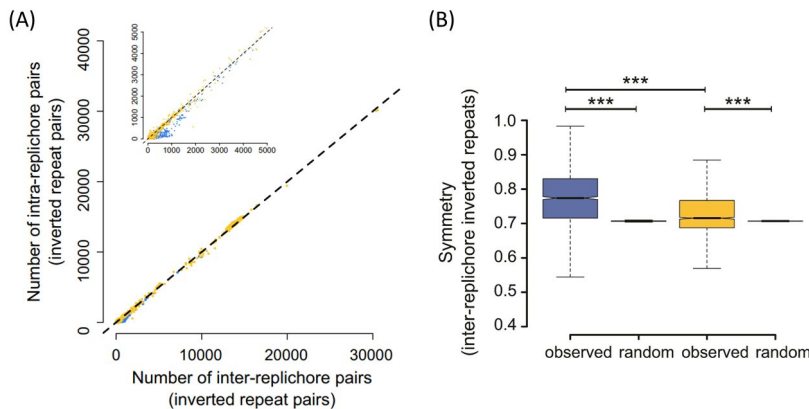 (A)
(B)
Number of intra-replichore pairs
(inverted repeat pairs)
40000
30000
20000
10000
0
5000
4000
3000
2000
1000
0
0 1000 2000 3000 4000 5000
0 10000 20000 30000
Number of inter-replichore pairs
(inverted repeat pairs)
Symmetry
(inter-replichore inverted repeats)
***
*** ***
1.0
0.9
0.8
0.7
0.6
0.5
0.4
observed random observed random